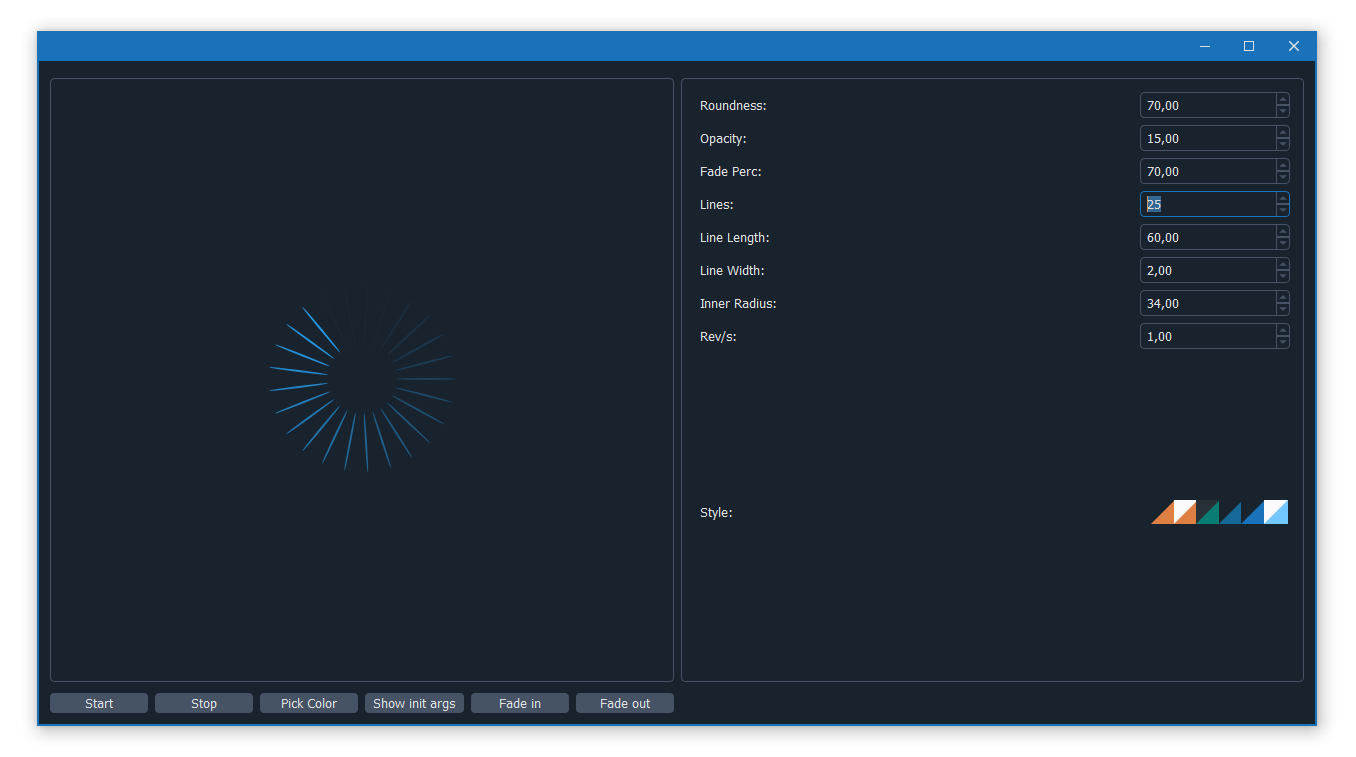 Roundness: 70,00
Opacity: 15,00
Fade Perc: 70,00
Lines: 25
Line Length: 60,00
Line Width: 2,00
Inner Radius: 34,00
Rev/s: 1,00
Style:
Start Stop Pick Color Show init args Fade in Fade out